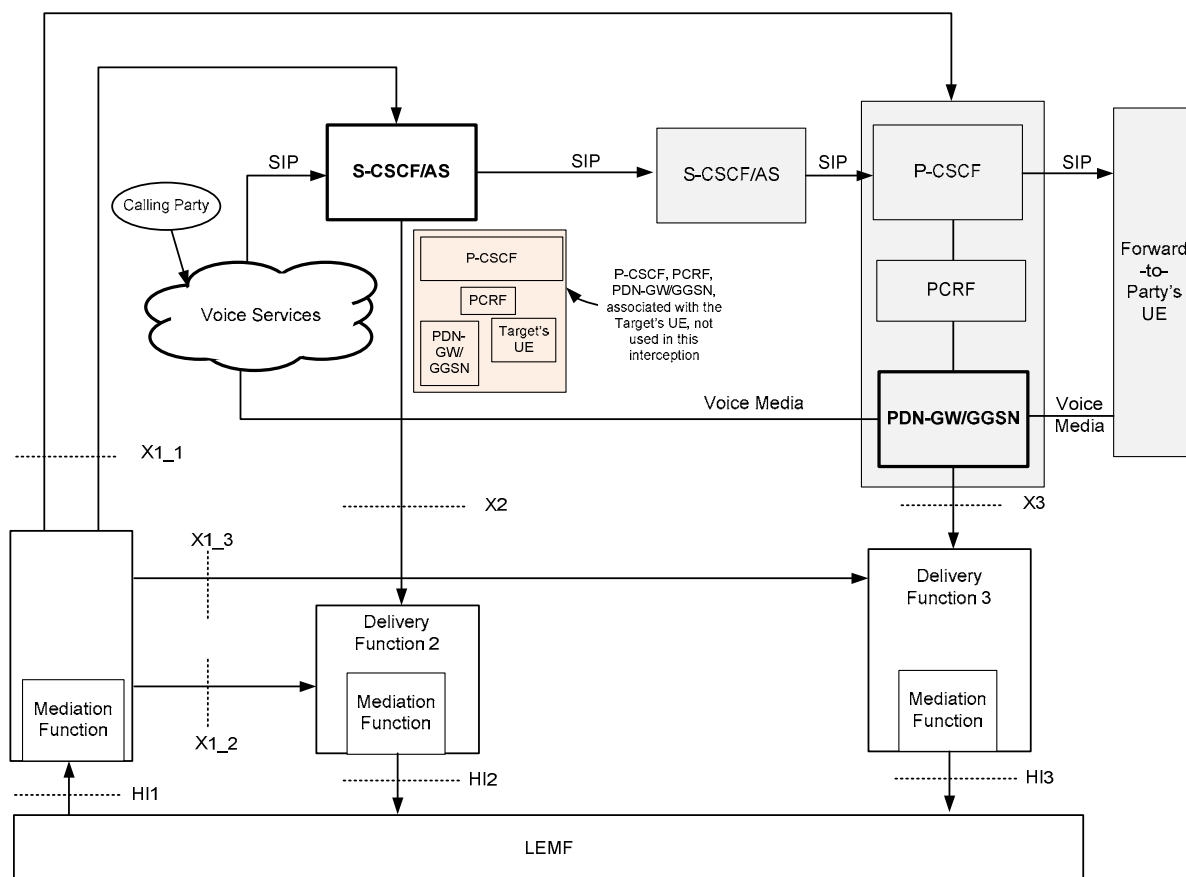 SIP
S-CSCF/AS
SIP
S-CSCF/AS
SIP
P-CSCF
SIP
Calling Party
Voice Services
P-CSCF
PCRF
PDN-
GW/
GGSN
Target's
UE
P-CSCF, PCRF,
PDN-GW/GGSN,
associated with the
Target's UE, not
used in this
interception
PCRF
Forward
-to-
Party's
UE
Voice Media
PDN-GW/GGSN
Voice
Media
X1_1
X2
X3
X1_3
Delivery
Function 2
Delivery
Function 3
Mediation
Function
Mediation
Function
Mediation
Function
X1_2
HI1
HI2
HI3
LEMF